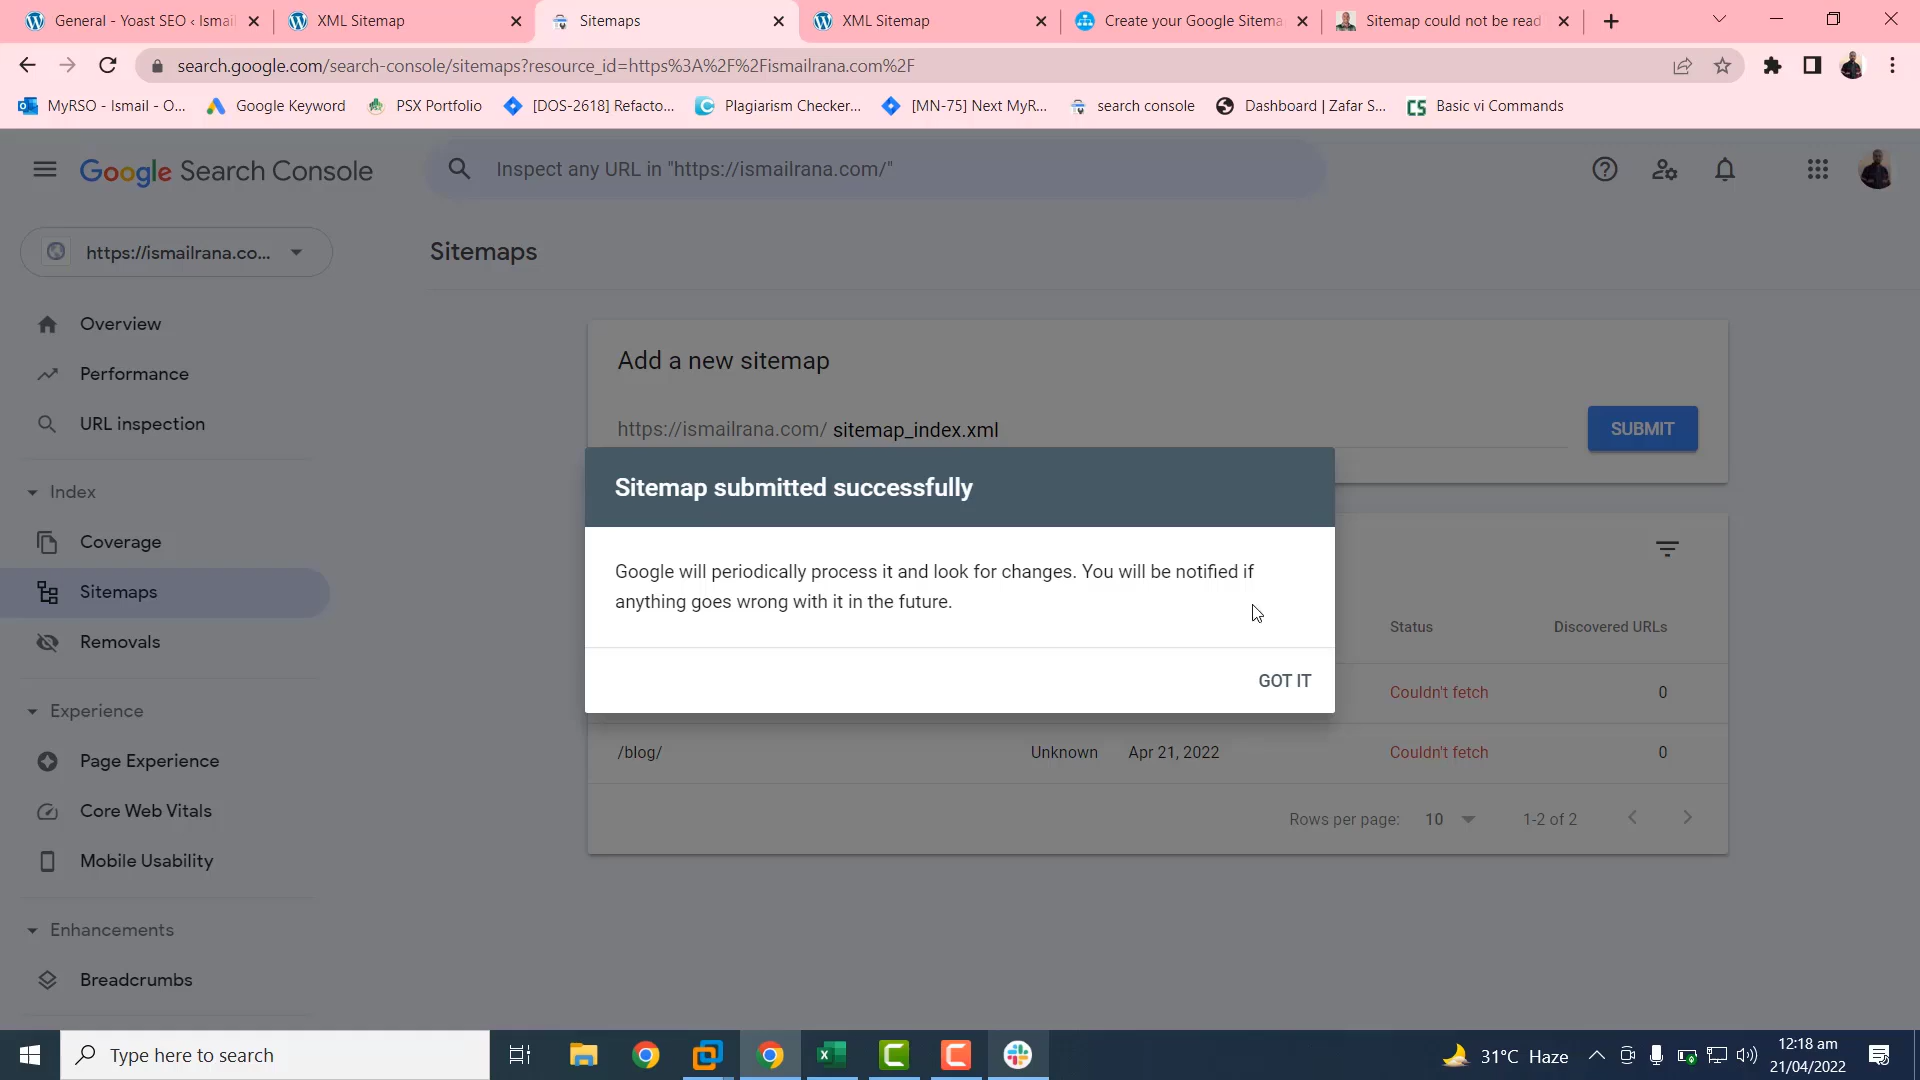 General - Yoast SEO ‹ Ismail
XML Sitemap
Sitemaps
XML Sitemap
Create your Google Sitema
Sitemap could not be read
search.google.com/search-console/sitemaps?resource_id=https%3A%2F%2Fismailrana.com%2F
MyRSO - Ismail - O...
Google Keyword
PSX Portfolio
[DOS-2618] Refacto...
Plagiarism Checker...
[MN-75] Next MyR...
search console
Dashboard | Zafar S...
CS Basic vi Commands
Google Search Console
Inspect any URL in "https://ismailrana.com/"
https://ismailrana.co...
Sitemaps
Overview
Performance
URL inspection
Index
Coverage
Sitemaps
Removals
Experience
Page Experience
Core Web Vitals
Mobile Usability
Enhancements
Breadcrumbs
Add a new sitemap
https://ismailrana.com/ sitemap_index.xml
SUBMIT
Sitemap submitted successfully
Google will periodically process it and look for changes. You will be notified if
anything goes wrong with it in the future.
GOT IT
Status Discovered URLs
Couldn't fetch 0
/blog/ Unknown Apr 21, 2022 Couldn't fetch 0
Rows per page: 10 1-2 of 2
Type here to search
31°C Haze
12:18 am
21/04/2022